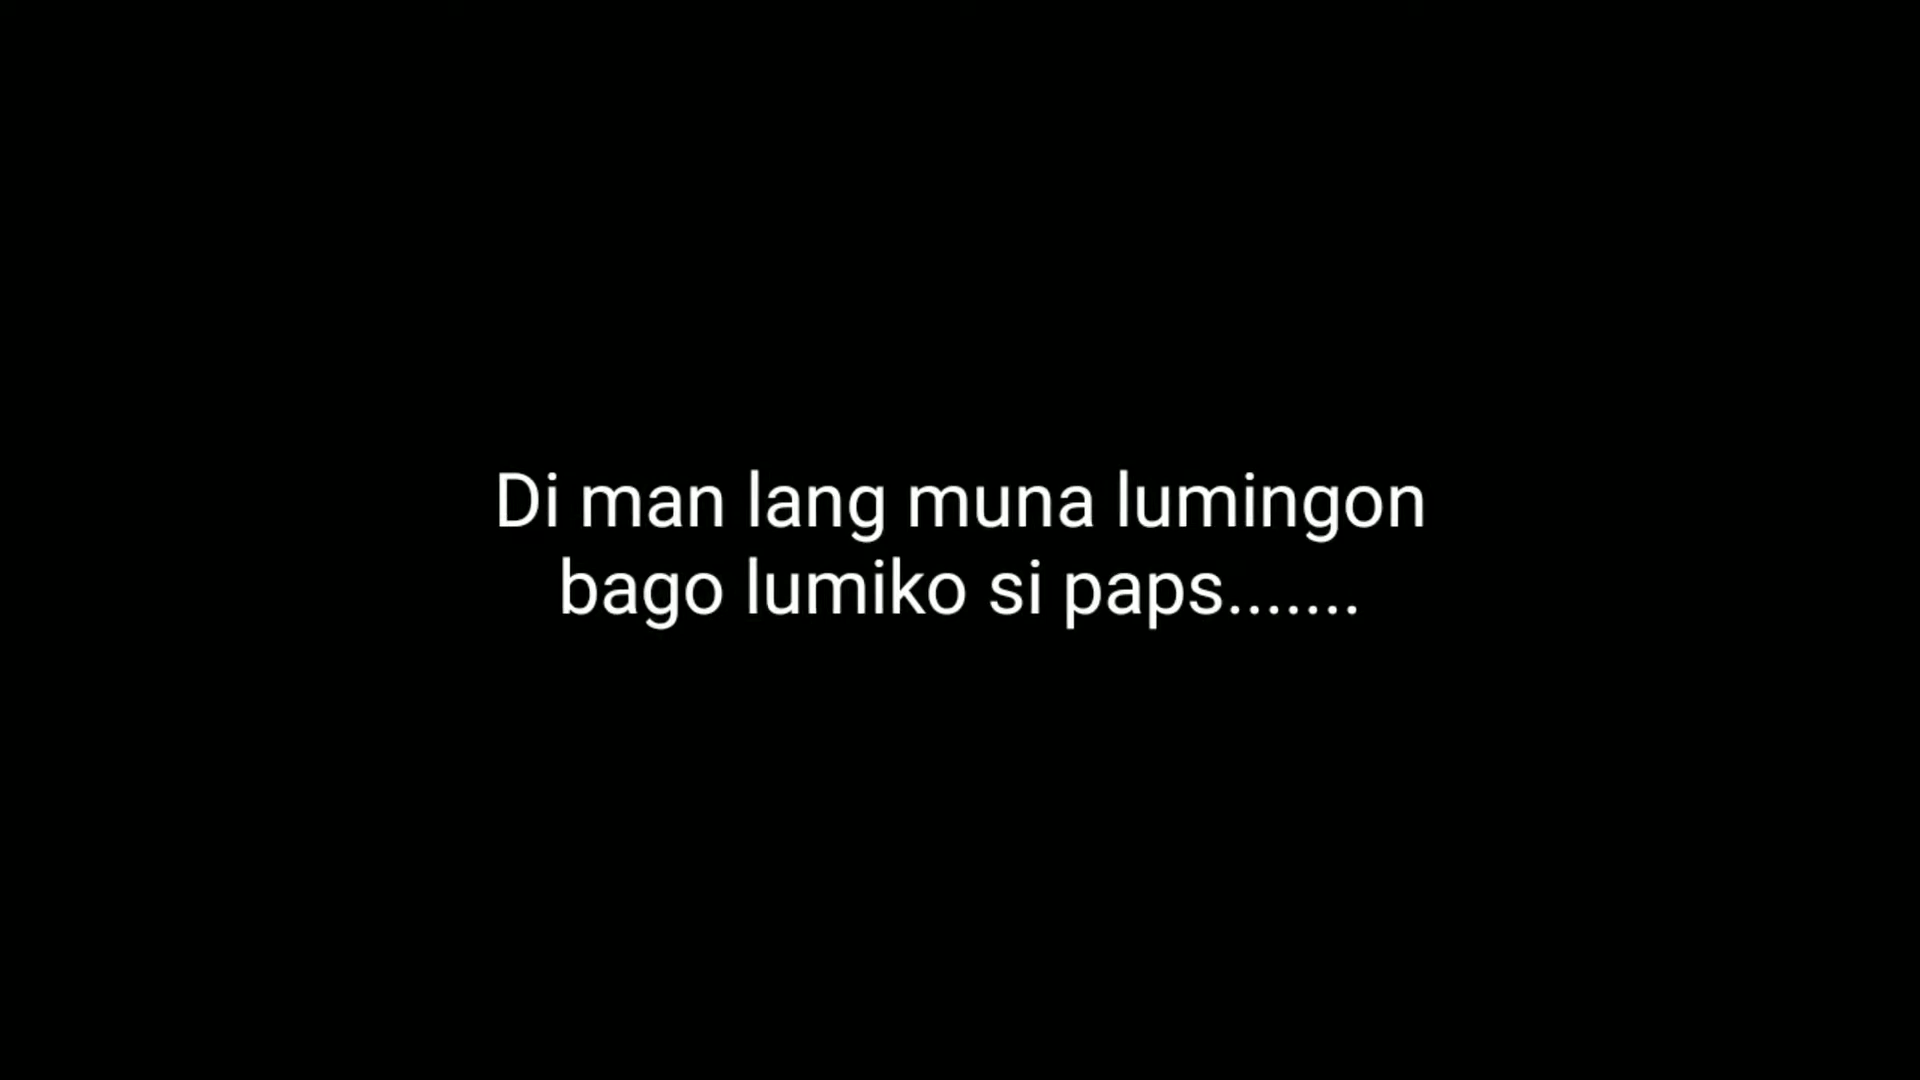 Di man lang muna lumingon
bago lumiko si paps.......